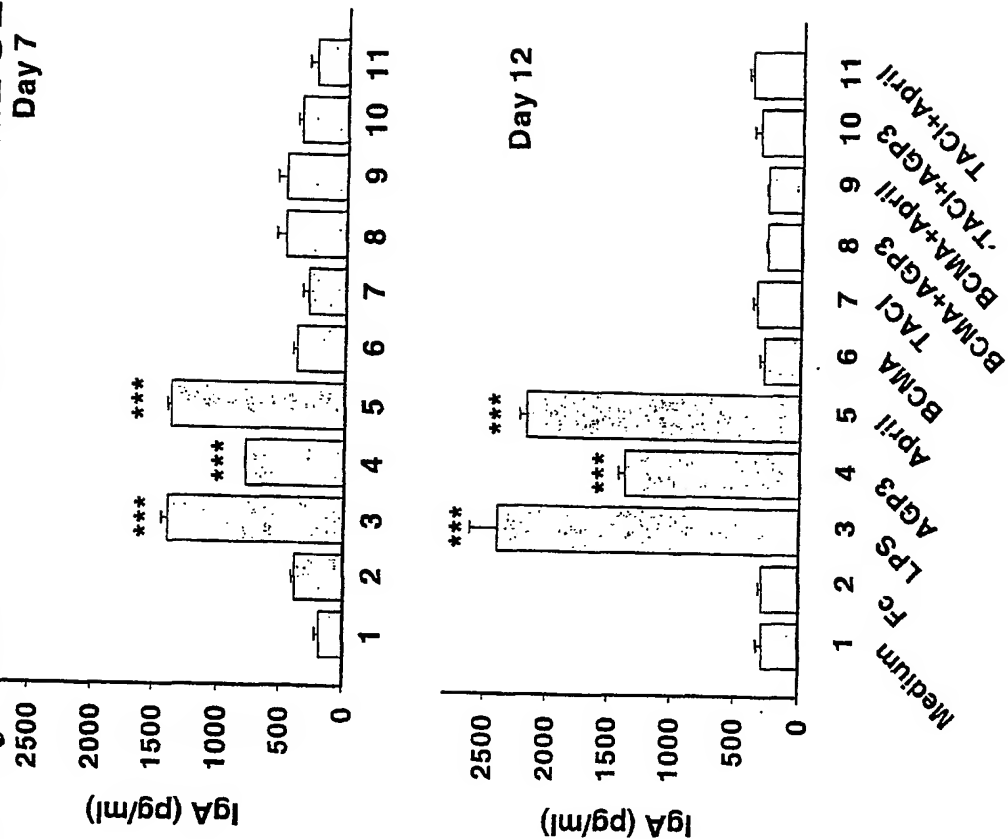 Day 7
IgA (pg/ml)
2500
2000
1500
1000
500
0
***
***
***
1 2 3 4 5 6 7 8 9 10 11
Day 12
IgA (pg/ml)
2500
2000
1500
1000
500
0
***
***
***
1 2 3 4 5 6 7 8 9 10 11
Medium
Fc
LPS
AGP3
April
BCMA
TACI
BCMA+AGP3
BCMA+April
TACI+AGP3
TACI+April